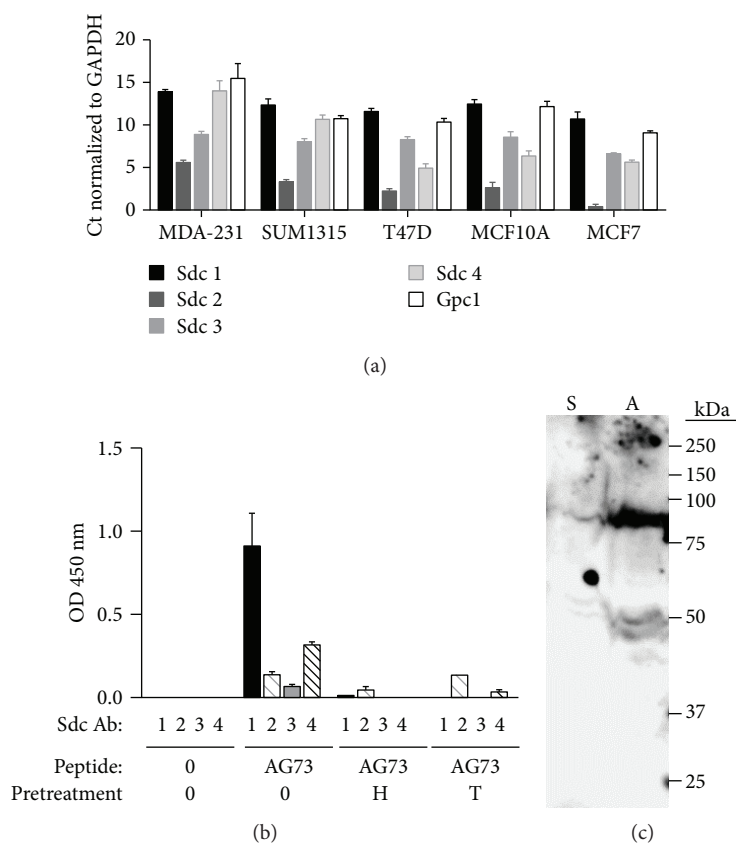 Ct normalized to GAPDH
20
15
10
5
0
MDA-231 SUM1315 T47D MCF10A MCF7
Sdc 1
Sdc 2
Sdc 3
Sdc 4
Gpc1
(a)
OD 450 nm
1.5
1.0
0.5
0.0
Sdc Ab: 1 2 3 4 1 2 3 4 1 2 3 4 1 2 3 4
Peptide: 0 AG73 AG73 AG73
Pretreatment 0 0 H T
(b)
S A kDa
250
150
100
75
50
37
25
(c)